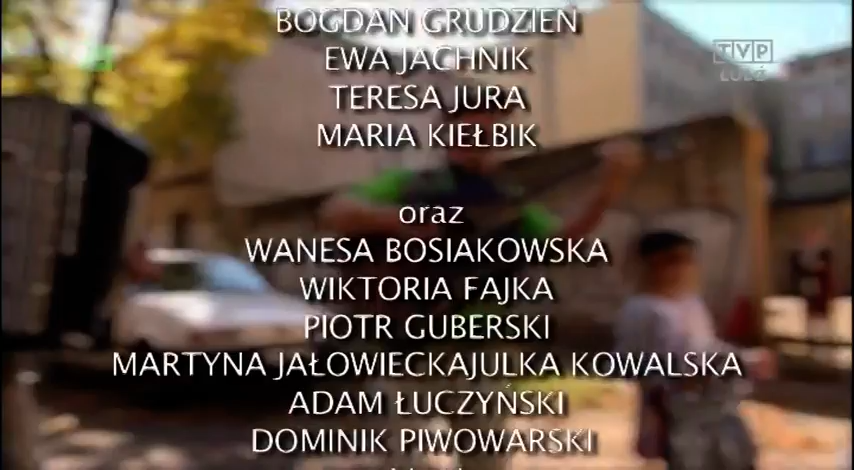 BOGDAN GRUDZIEŃ
EWA JACHNIK
TVP
ŁÓDŹ
TERESA JURA
MARIA KIEŁBIK
oraz
WANESA BOSIAKOWSKA
WIKTORIA FAJKA
PIOTR GUBERSKI
MARTYNA JAŁOWIECKAJULKA KOWALSKA
ADAM ŁUCZYŃSKI
DOMINIK PIWOWARSKI